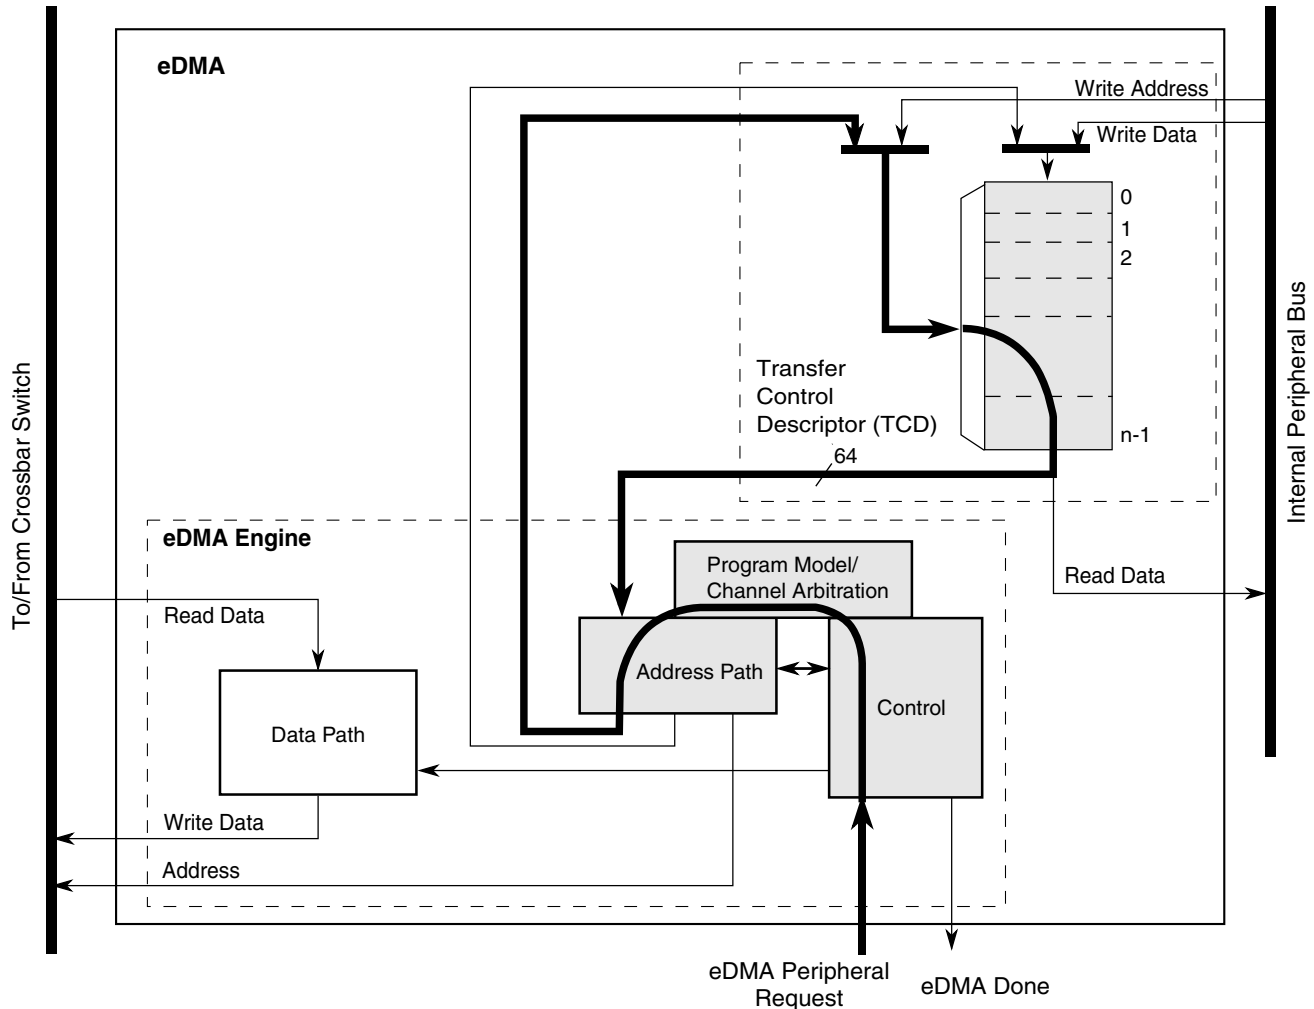 eDMA
Write Address
Write Data
0
1
2
n-1
Transfer
Control
Descriptor (TCD)
64
To/From Crossbar Switch
Internal Peripheral Bus
eDMA Engine
Program Model/
Channel Arbitration
Read Data
Read Data
Address Path
Control
Data Path
Write Data
Address
eDMA Peripheral
Request
eDMA Done